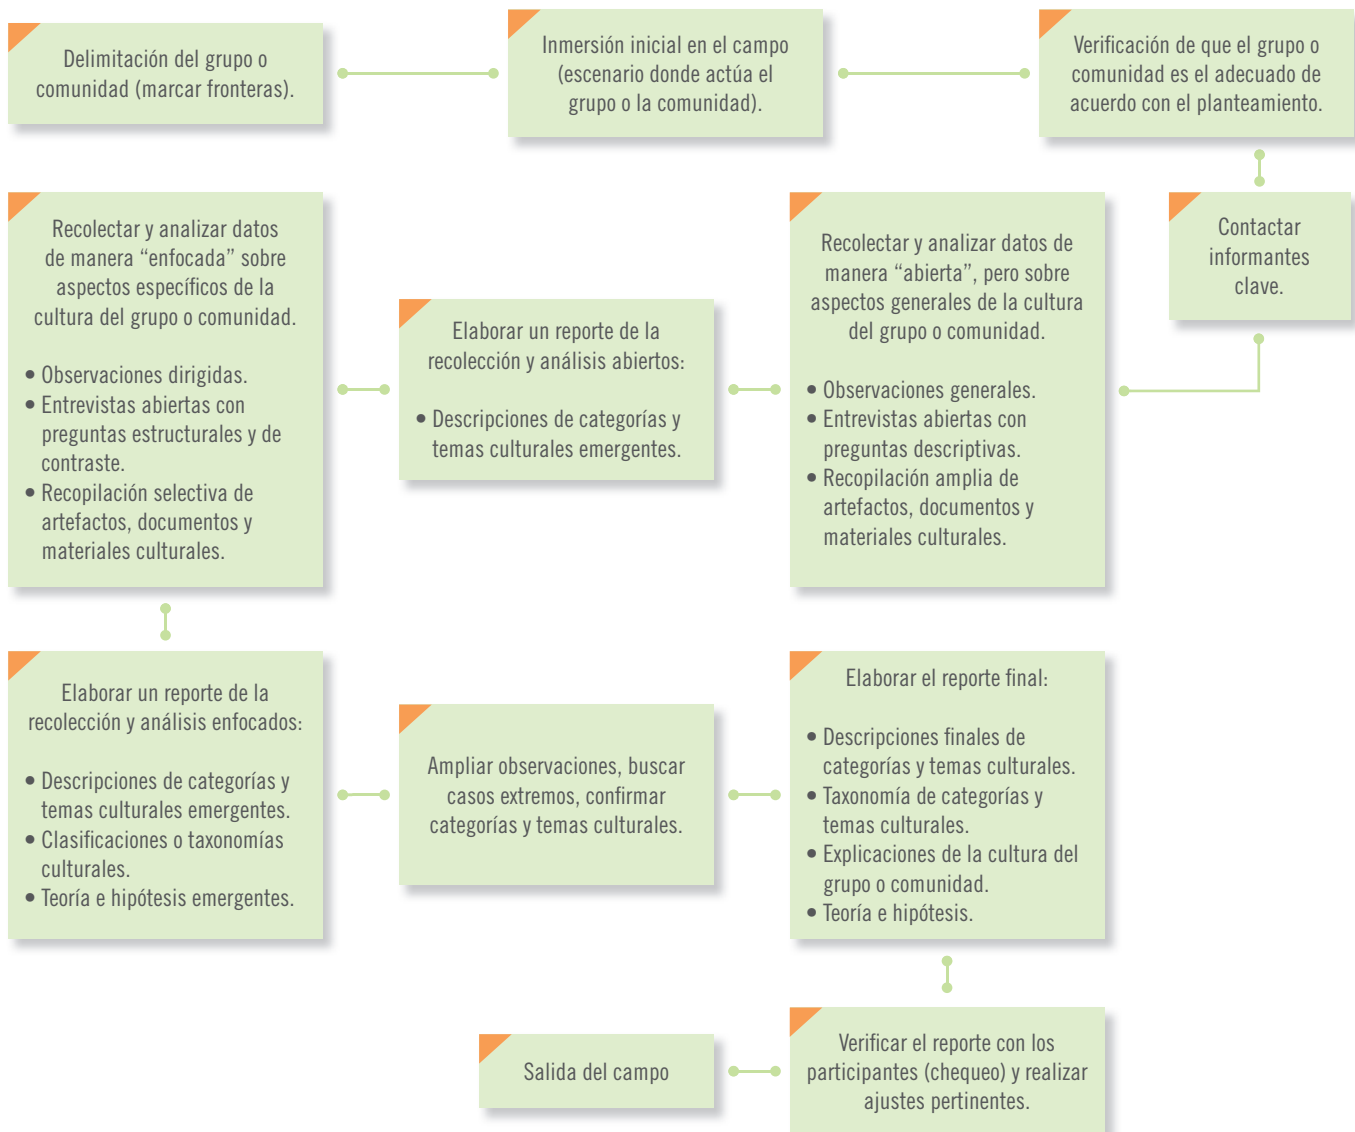 Delimitación del grupo o
comunidad (marcar fronteras).
Inmersión inicial en el campo
(escenario donde actúa el
grupo o la comunidad).
Verificación de que el grupo o
comunidad es el adecuado de
acuerdo con el planteamiento.
Contactar
informantes
clave.
Recolectar y analizar datos de
manera “abierta”, pero sobre
aspectos generales de la cultura
del grupo o comunidad.
• Observaciones generales.
• Entrevistas abiertas con
preguntas descriptivas.
• Recopilación amplia de
artefactos, documentos y
materiales culturales.
Elaborar un reporte de la
recolección y análisis abiertos:
• Descripciones de categorías y
temas culturales emergentes.
Recolectar y analizar datos
de manera “enfocada” sobre
aspectos específicos de la
cultura del grupo o comunidad.
• Observaciones dirigidas.
• Entrevistas abiertas con
preguntas estructurales y de
contraste.
• Recopilación selectiva de
artefactos, documentos y
materiales culturales.
Elaborar un reporte de la
recolección y análisis enfocados:
• Descripciones de categorías y
temas culturales emergentes.
• Clasificaciones o taxonomías
culturales.
• Teoría e hipótesis emergentes.
Ampliar observaciones, buscar
casos extremos, confirmar
categorías y temas culturales.
Elaborar el reporte final:
• Descripciones finales de
categorías y temas culturales.
• Taxonomía de categorías y
temas culturales.
• Explicaciones de la cultura del
grupo o comunidad.
• Teoría e hipótesis.
Verificar el reporte con los
participantes (chequeo) y realizar
ajustes pertinentes.
Salida del campo